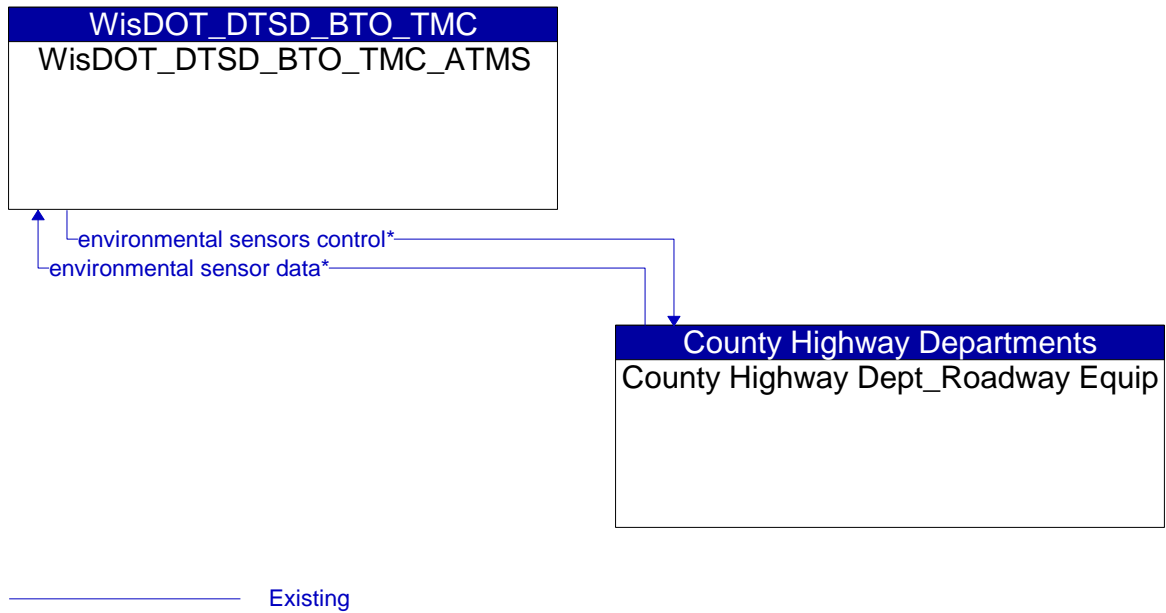 WisDOT_DTSD_BTO_TMC
WisDOT_DTSD_BTO_TMC_ATMS
environmental sensors control*
environmental sensor data*
County Highway Departments
County Highway Dept_Roadway Equip
Existing